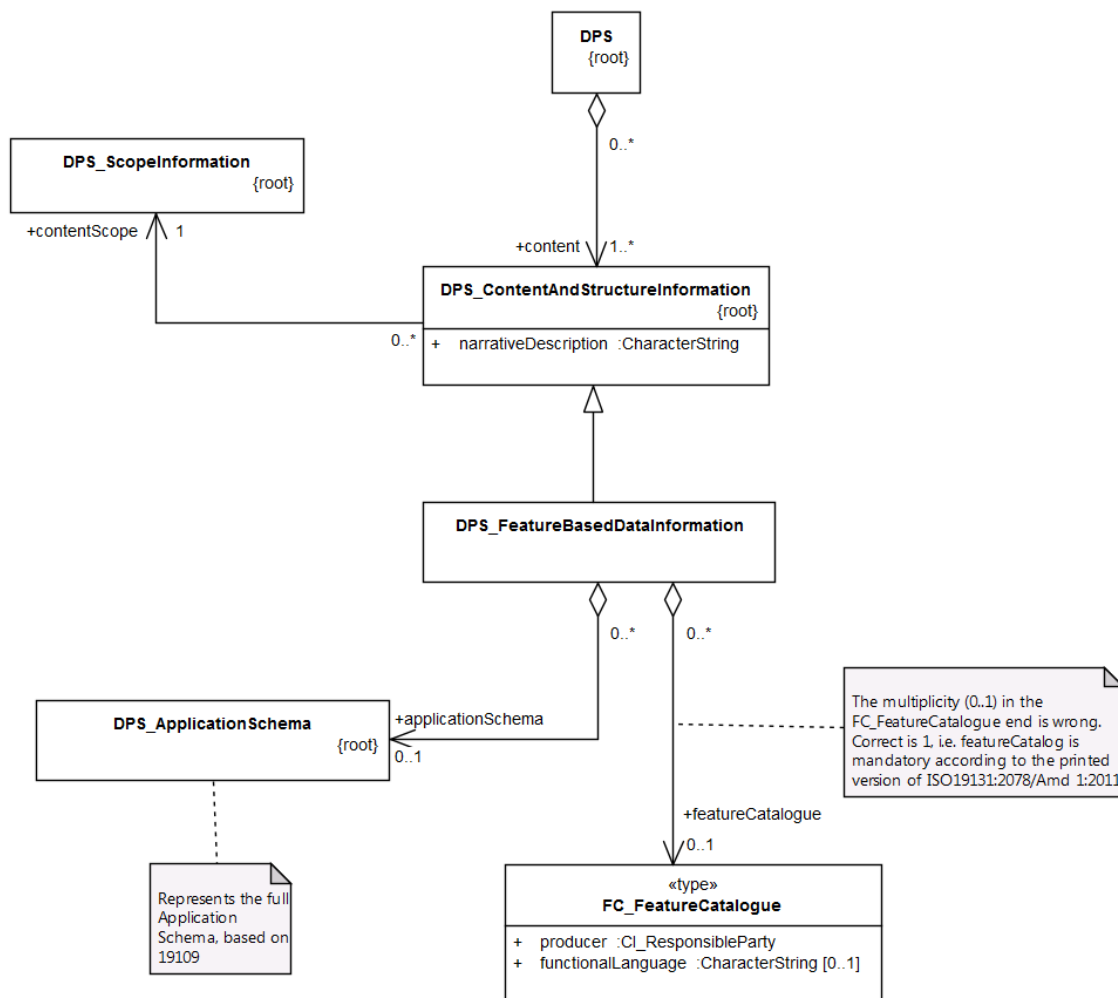 DPS
{root}
0..*
DPS_ScopeInformation
{root}
+contentScope 1
+content 1..*
DPS_ContentAndStructureInformation
{root}
0..*
+ narrativeDescription :CharacterString
DPS_FeatureBasedDataInformation
0..* 0..*
DPS_ApplicationSchema
{root}
+applicationSchema
0..1
The multiplicity (0..1) in the
FC_FeatureCatalogue end is wrong.
Correct is 1, i.e. featureCatalog is
mandatory according to the printed
version of ISO19131:2078/Amd 1:2011
+featureCatalogue
0..1
Represents the full
Application
Schema, based on
19109
«type»
FC_FeatureCatalogue
+ producer :CI_ResponsibleParty
+ functionalLanguage :CharacterString [0..1]